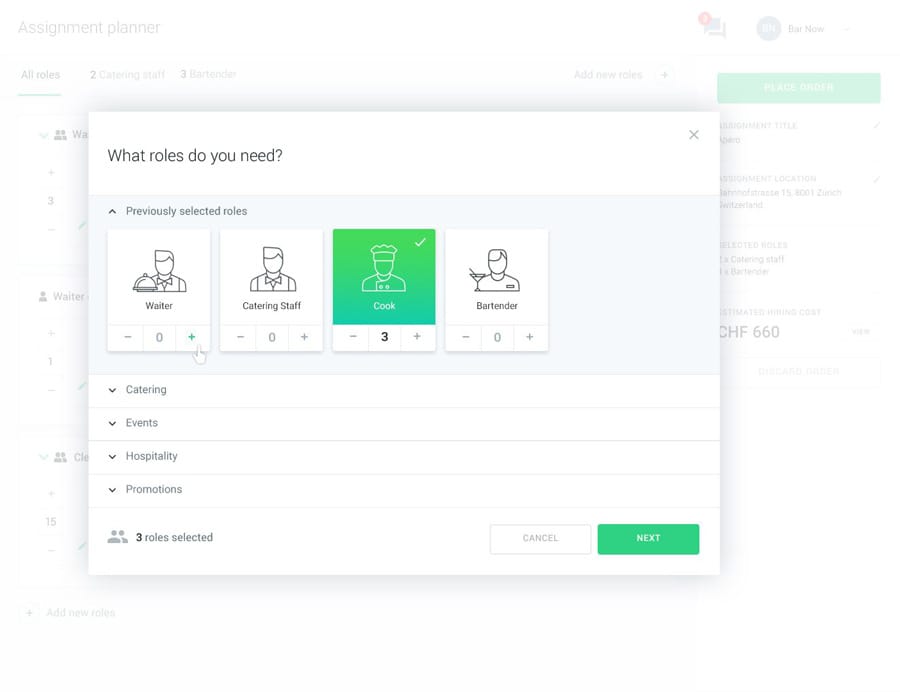 Assignment planner
3
BN
Bar Now
All roles
2 Catering staff
3 Bartender
Add new roles +
PLACE ORDER
ASSIGNMENT TITLE
Apéro
ASSIGNMENT LOCATION
Bahnhofstrasse 15, 8001 Zürich
Switzerland
SELECTED ROLES
x Catering staff
x Bartender
ESTIMATED HIRING COST
CHF 660
VIEW
DISCARD ORDER
Wa
+
3
−
Waiter
+
1
−
Cle
+
15
−
+ Add new roles
What roles do you need?
Previously selected roles
Waiter
− 0 +
Catering Staff
− 0 +
Cook
− 3 +
Bartender
− 0 +
Catering
Events
Hospitality
Promotions
3 roles selected
CANCEL
NEXT